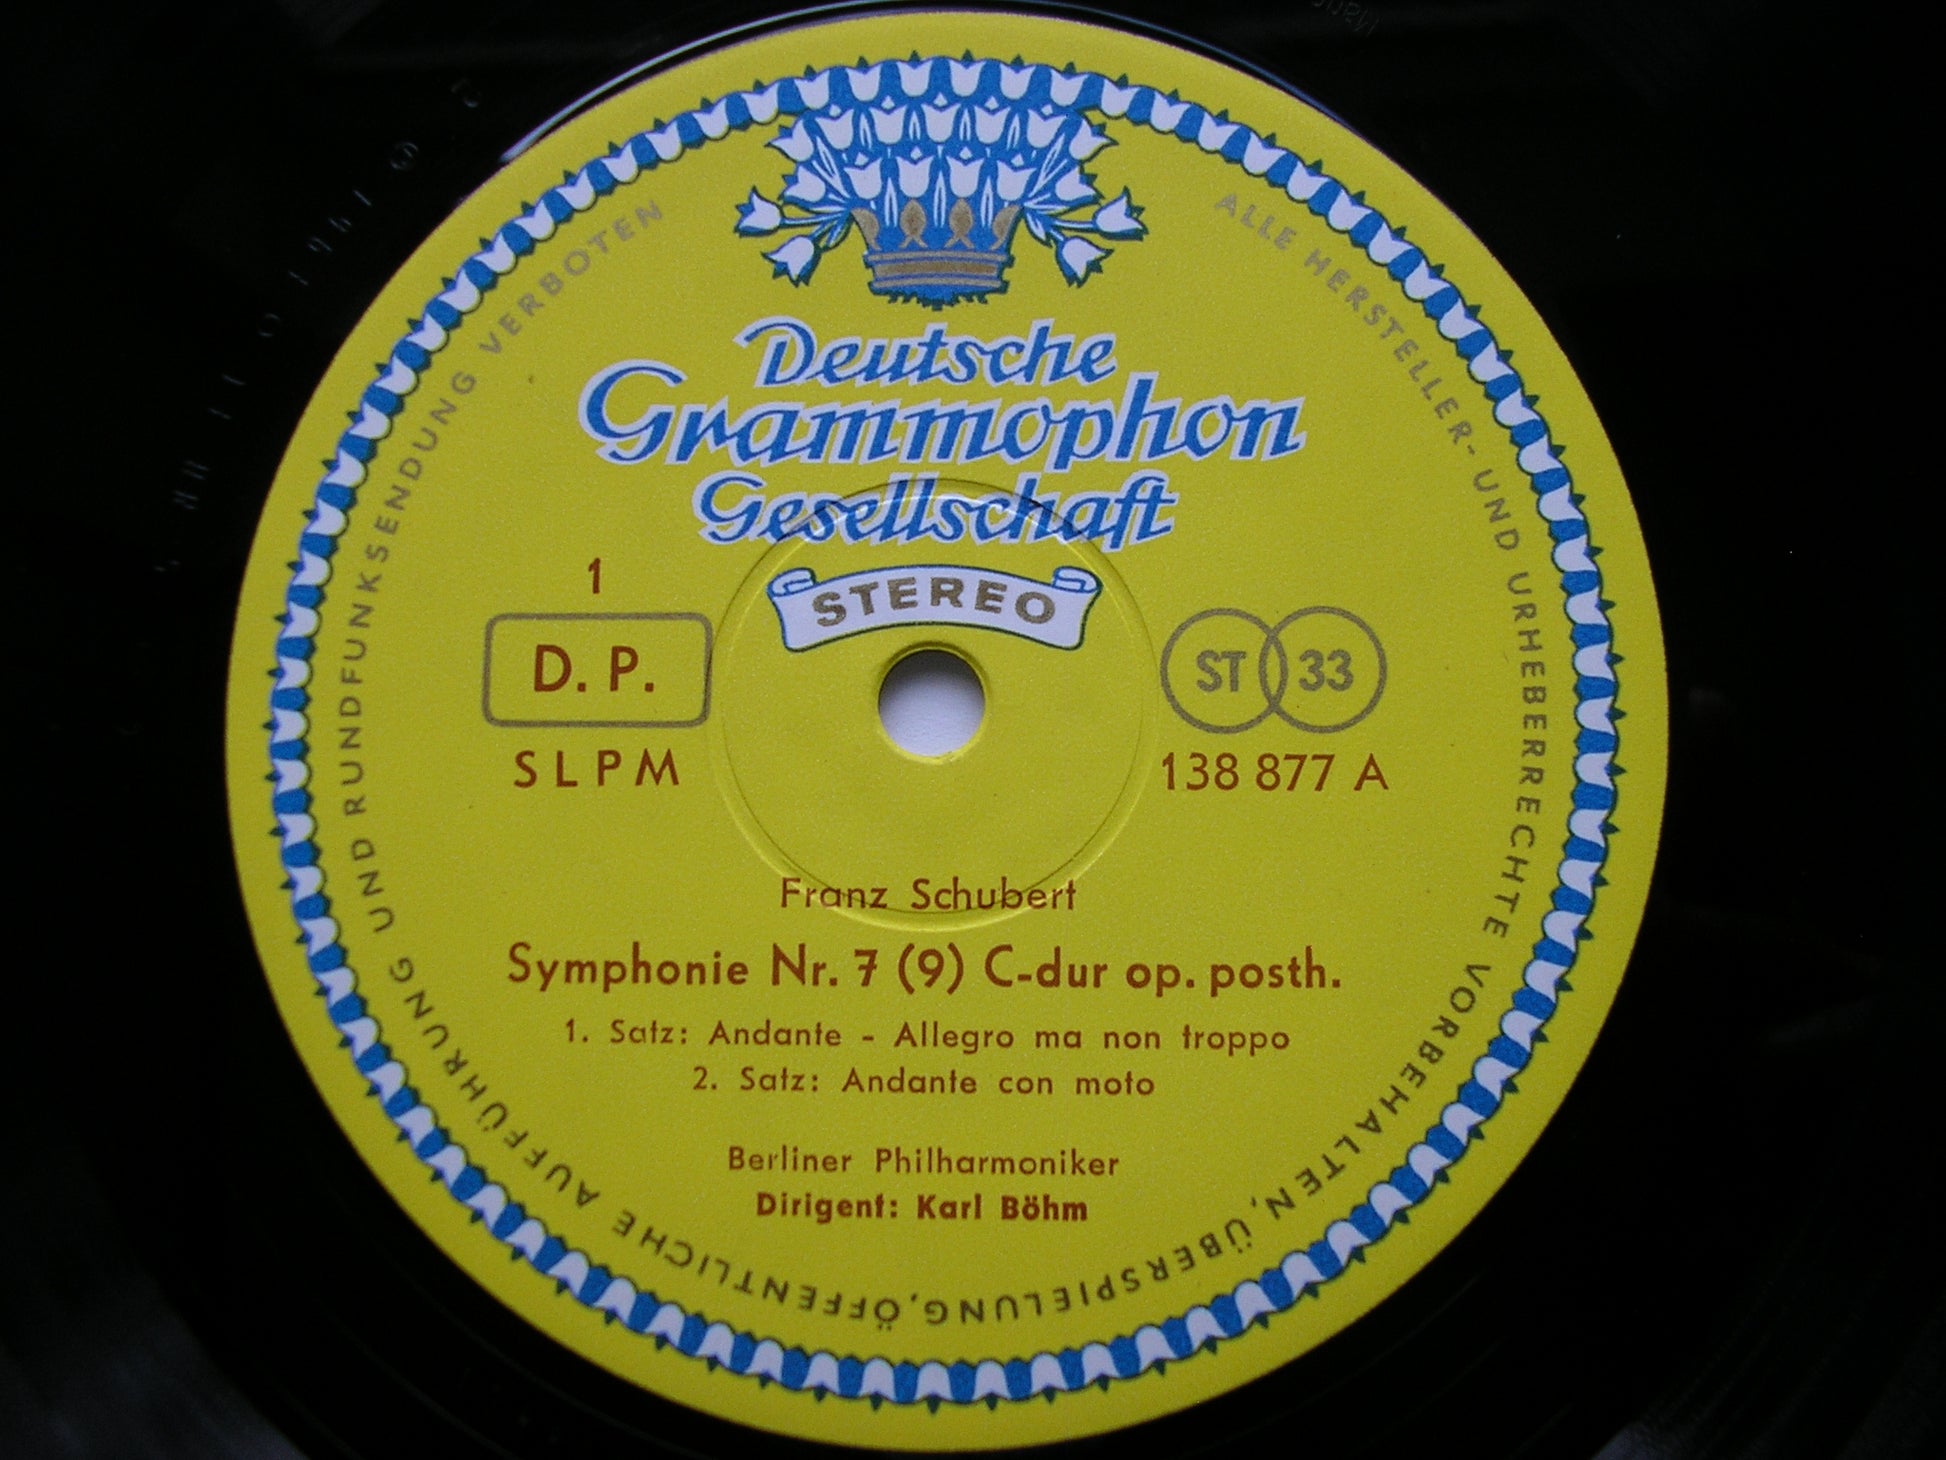 Deutsche
Grammophon
Gesellschaft
STEREO
1
D. P.
ST 33
SLPM
138 877 A
Franz Schubert
Symphonie Nr. 7 (9) C-dur op. posth.
1. Satz: Andante - Allegro ma non troppo
2. Satz: Andante con moto
Berliner Philharmoniker
Dirigent: Karl Böhm
ALLE HERSTELLER- UND URHEBERRECHTE VORBEHALTEN, ÜBERSPIELUNG, ÖFFENTLICHE AUFFÜHRUNG UND RUNDFUNKSENDUNG VERBOTEN